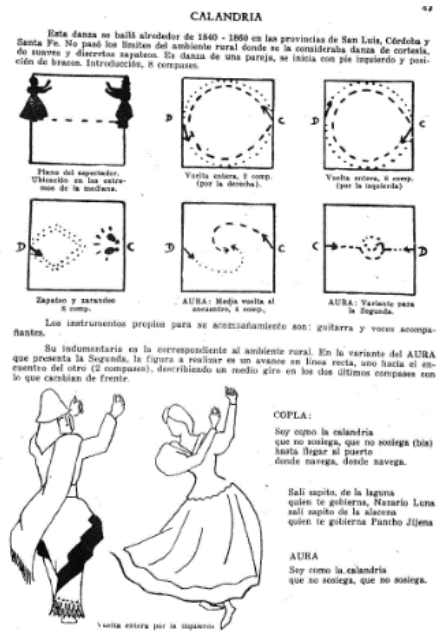 CALANDRIA
Esta danza se bailó alrededor de 1840 - 1860 en las provincias de San Luis, Córdoba y
Santa Fe. No pasó los límites del ambiente rural donde se la consideraba danza de cortesía,
de suaves y discretos zapateos. Es danza de una pareja, se inicia con pie izquierdo y posi-
ción de brazos. Introducción, 8 compases.
Plano del espectador.
Ubicación en los extre-
mos de la mediana.
D
C
Vuelta entera, 8 comp.
(por la derecha).
D
C
Vuelta entera, 8 comp.
(por la izquierda)
D
C
Zapateo y zarandeo
8 comp.
D
C
AURA: Media vuelta al
encuentro, 4 comp.
C
D
AURA: Variante para
la Segunda.
Los instrumentos propios para su acompañamiento son: guitarra y voces acompa-
ñantes.
Su indumentaria es la correspondiente al ambiente rural. En la variante del AURA
que presenta la Segunda, la figura a realizar es un avance en línea recta, uno hacia el en-
cuentro del otro (2 compases), describiendo un medio giro en los dos últimos compases con
lo que cambian de frente.
COPLA:
Soy como la calandria
que no sosiega, que no sosiega (bis)
hasta llegar al puerto
donde navega, donde navega.
Salí sapito, de la laguna
quien te gobierna, Nazario Luna
salí sapito de la alacena
quien te gobierna Pancho Jijena
AURA
Soy como la calandria
que no sosiega, que no sosiega.
Vuelta entera por la izquierda